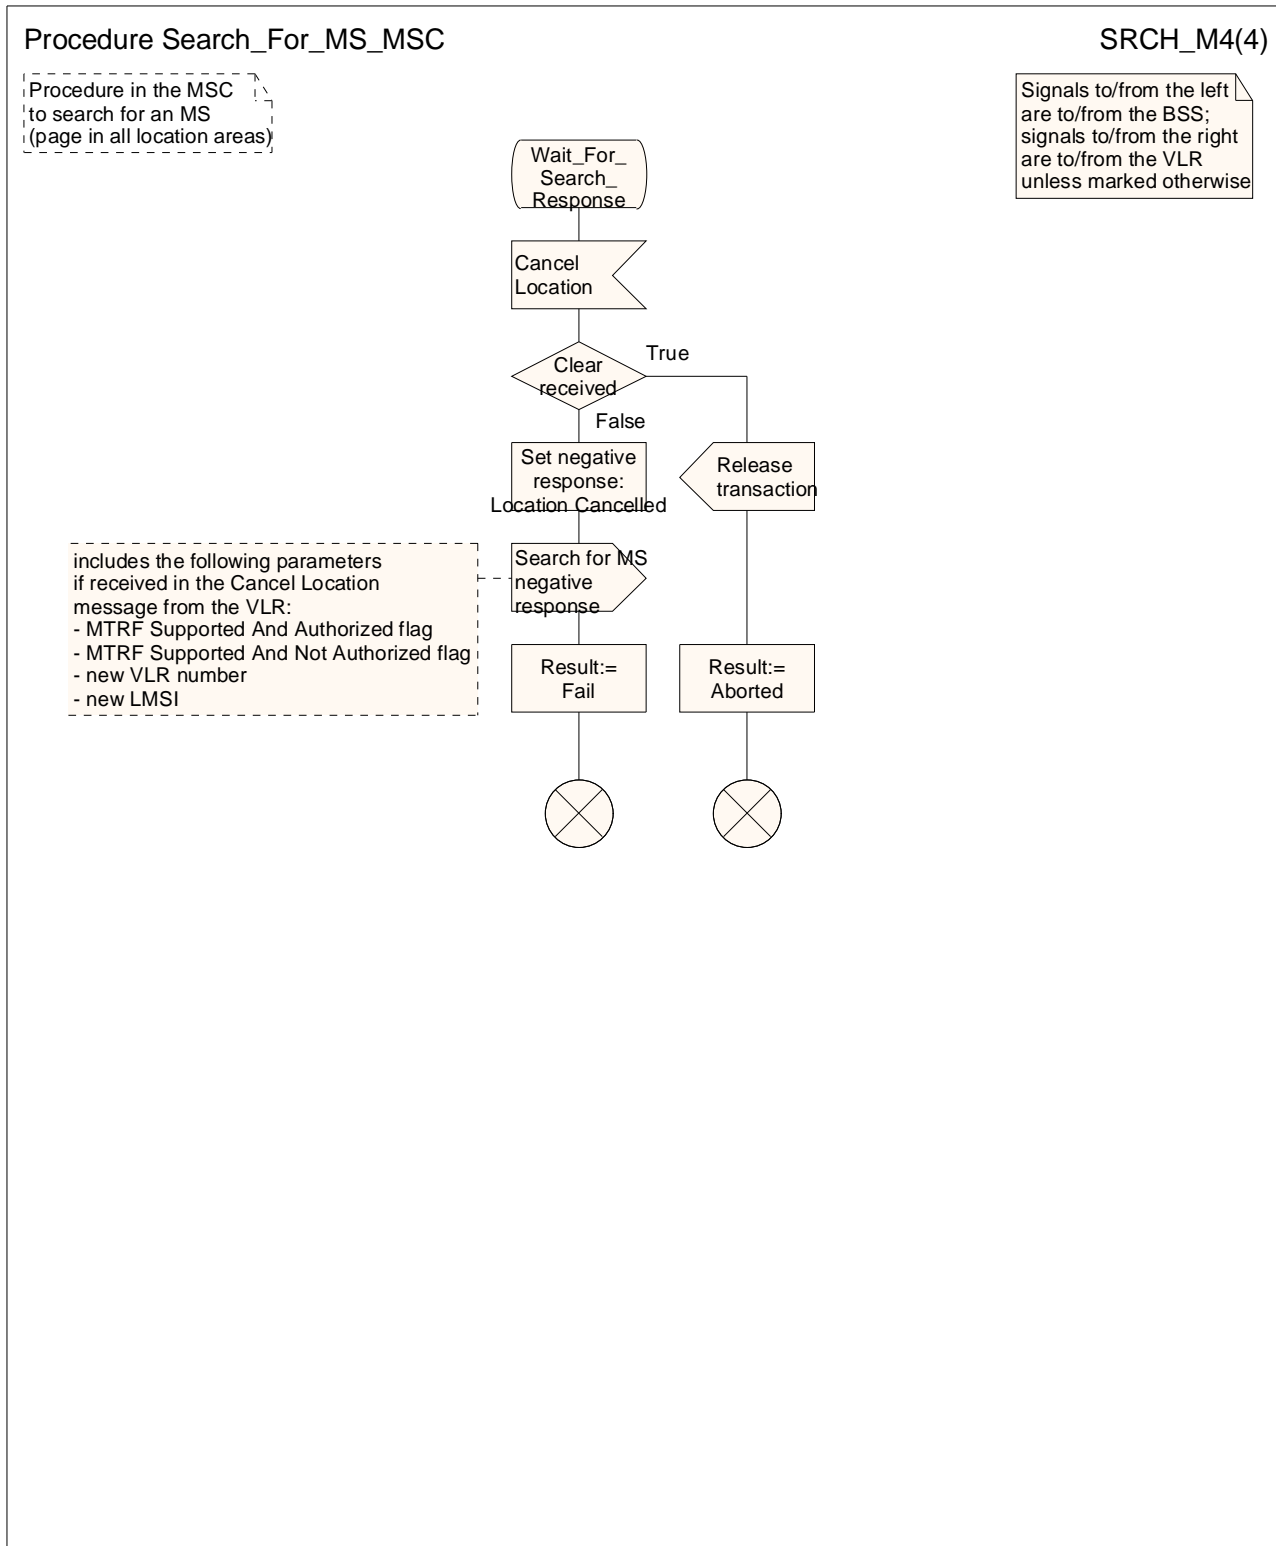 Procedure Search_For_MS_MSC
SRCH_M4(4)
Procedure in the MSC
to search for an MS
(page in all location areas)
Signals to/from the left
are to/from the BSS;
signals to/from the right
are to/from the VLR
unless marked otherwise
Wait_For_
Search_
Response
Cancel
Location
Clear
received
True
False
Set negative
response:
Location Cancelled
Release
transaction
includes the following parameters
if received in the Cancel Location
message from the VLR:
- MTRF Supported And Authorized flag
- MTRF Supported And Not Authorized flag
- new VLR number
- new LMSI
Search for MS
negative
response
Result:=
Fail
Result:=
Aborted